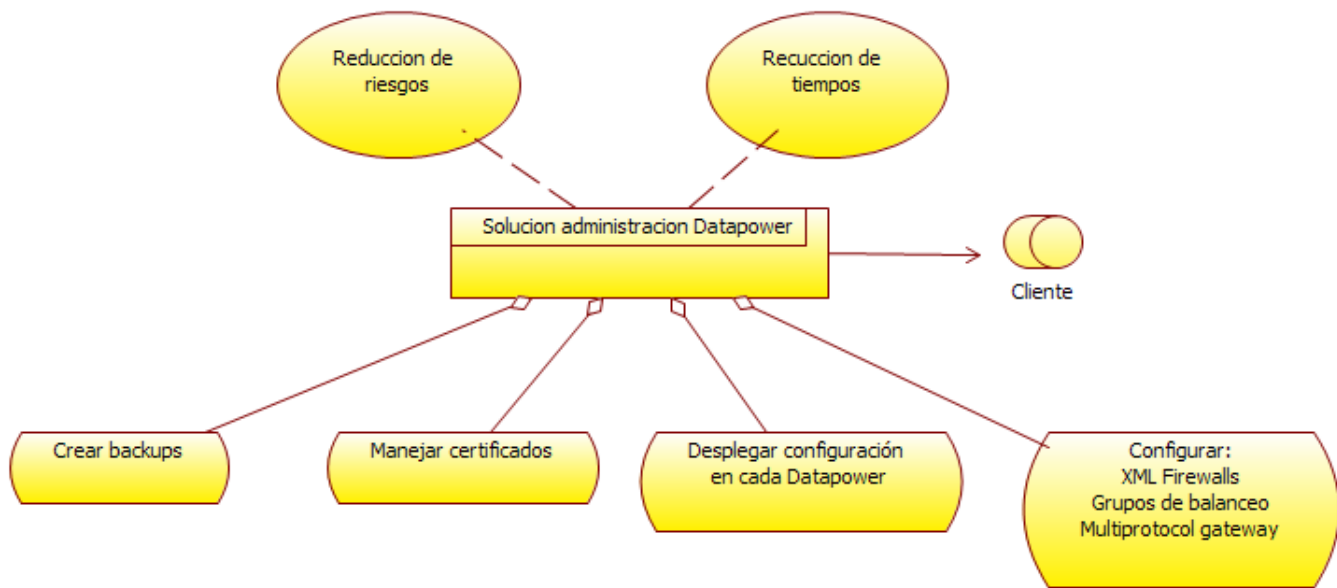 Reduccion de
riesgos
Recuccion de
tiempos
Solucion administracion Datapower
Cliente
Crear backups
Manejar certificados
Desplegar configuración
en cada Datapower
Configurar:
XML Firewalls
Grupos de balanceo
Multiprotocol gateway